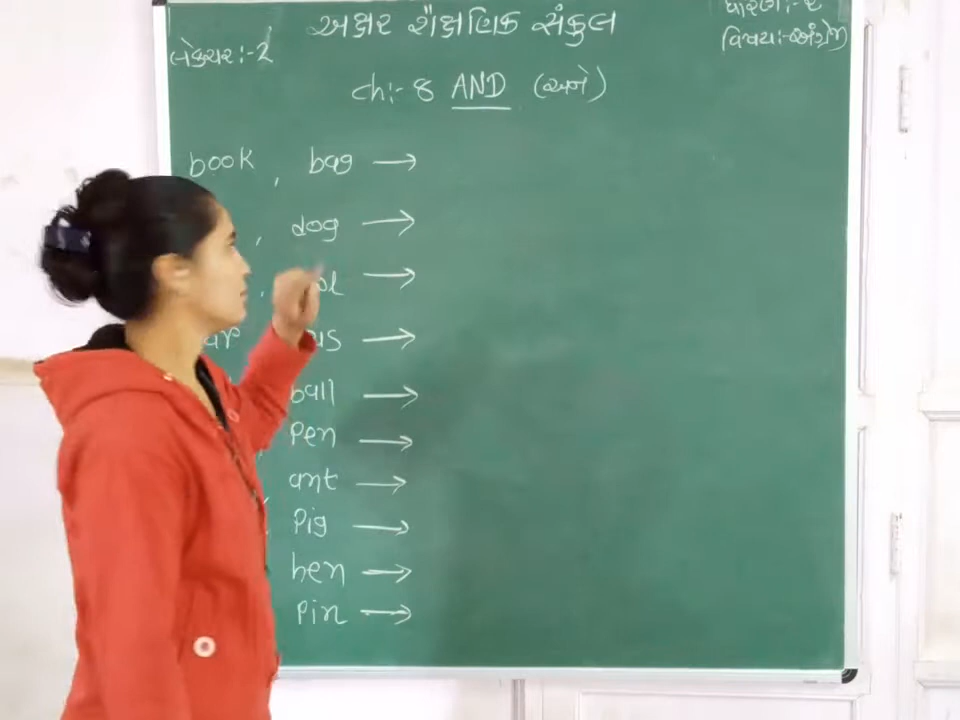 અક્ષર શૈક્ષણિક સંકુલ
લેક્ચર:-2
વિષય:-અંગ્રેજી
ch:- 8 AND (અને)
book , bag →
, dog →
, →
→
ball →
pen →
, ant →
pig →
hen →
pin →